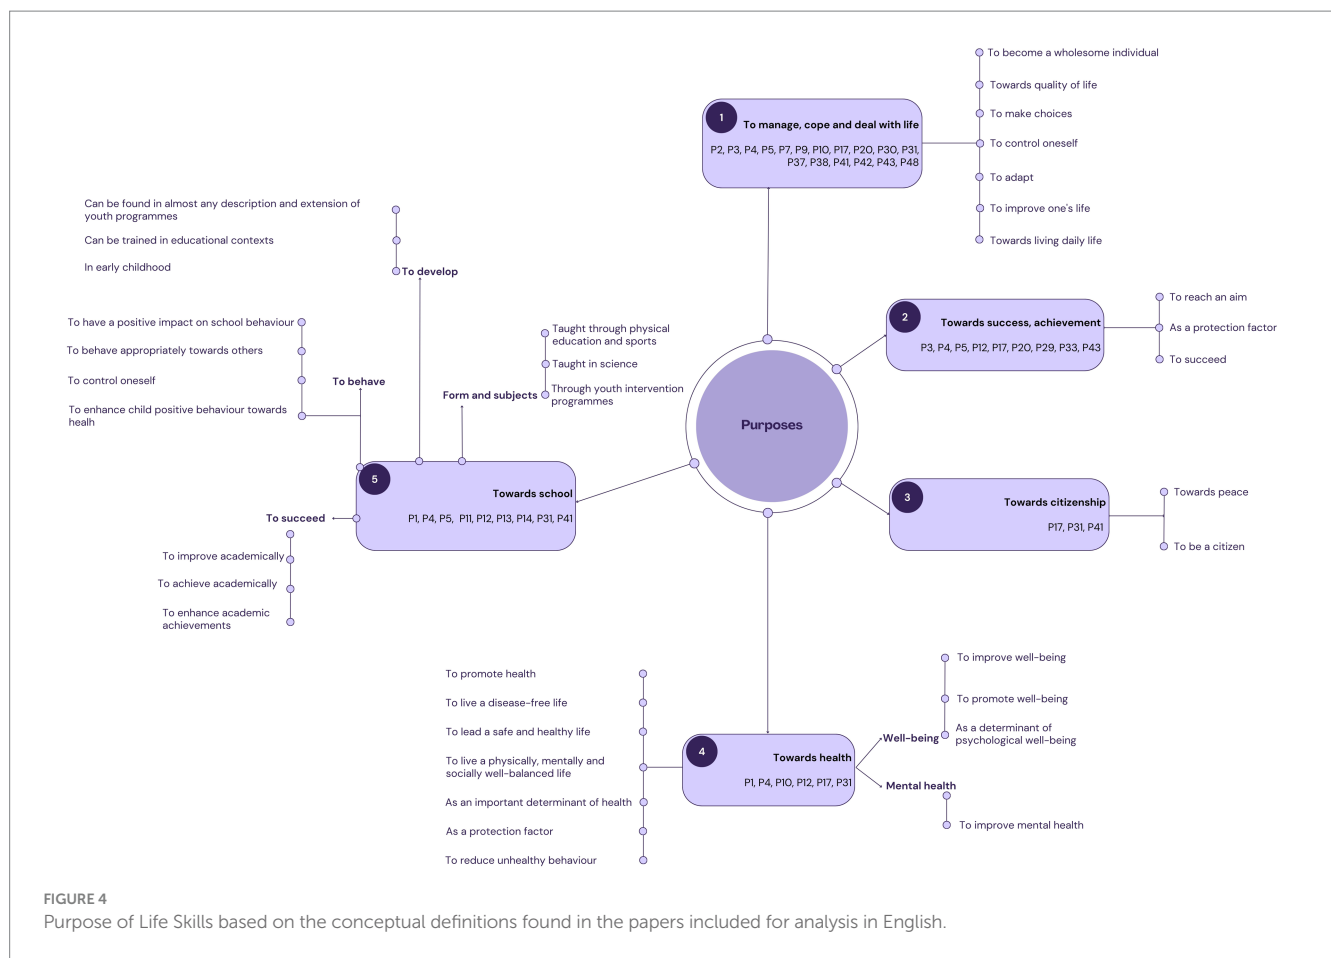 To become a wholesome individual
Towards quality of life
To make choices
To control oneself
To adapt
To improve one's life
Towards living daily life
1
To manage, cope and deal with life
P2, P3, P4, P5, P7, P9, P10, P17, P20, P30, P31,
P37, P38, P41, P42, P43, P48
Can be found in almost any description and extension of
youth programmes
Can be trained in educational contexts
In early childhood
To develop
To reach an aim
As a protection factor
To succeed
2
Towards success, achievement
P3, P4, P5, P12, P17, P20, P29, P33, P43
To have a positive impact on school behaviour
To behave appropriately towards others
To control oneself
To enhance child positive behaviour towards
healh
To behave
Taught through physical
education and sports
Taught in science
Through youth intervention
programmes
Form and subjects
Purposes
5
Towards school
P1, P4, P5, P11, P12, P13, P14, P31, P41
3
Towards citizenship
P17, P31, P41
Towards peace
To be a citizen
To succeed
To improve academically
To achieve academically
To enhance academic
achievements
To promote health
To live a disease-free life
To lead a safe and healthy life
To live a physically, mentally and
socially well-balanced life
As an important determinant of health
As a protection factor
To reduce unhealthy behaviour
4
Towards health
P1, P4, P10, P12, P17, P31
To improve well-being
To promote well-being
As a determinant of
psychological well-being
Well-being
Mental health
To improve mental health
FIGURE 4
Purpose of Life Skills based on the conceptual definitions found in the papers included for analysis in English.